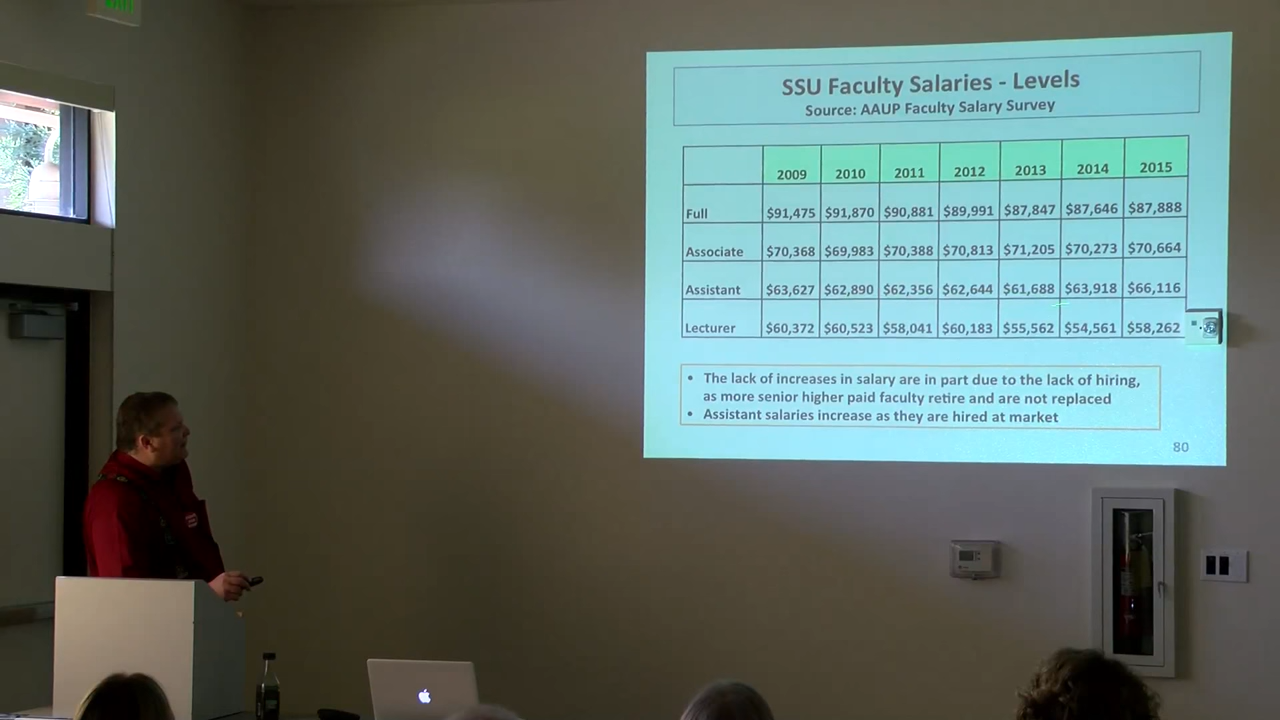 EXIT
SSU Faculty Salaries - Levels
Source: AAUP Faculty Salary Survey
2009 2010 2011 2012 2013 2014 2015
Full $91,475 $91,870 $90,881 $89,991 $87,847 $87,646 $87,888
Associate $70,368 $69,983 $70,388 $70,813 $71,205 $70,273 $70,664
Assistant $63,627 $62,890 $62,356 $62,644 $61,688 $63,918 $66,116
Lecturer $60,372 $60,523 $58,041 $60,183 $55,562 $54,561 $58,262
• The lack of increases in salary are in part due to the lack of hiring,
as more senior higher paid faculty retire and are not replaced
• Assistant salaries increase as they are hired at market
80